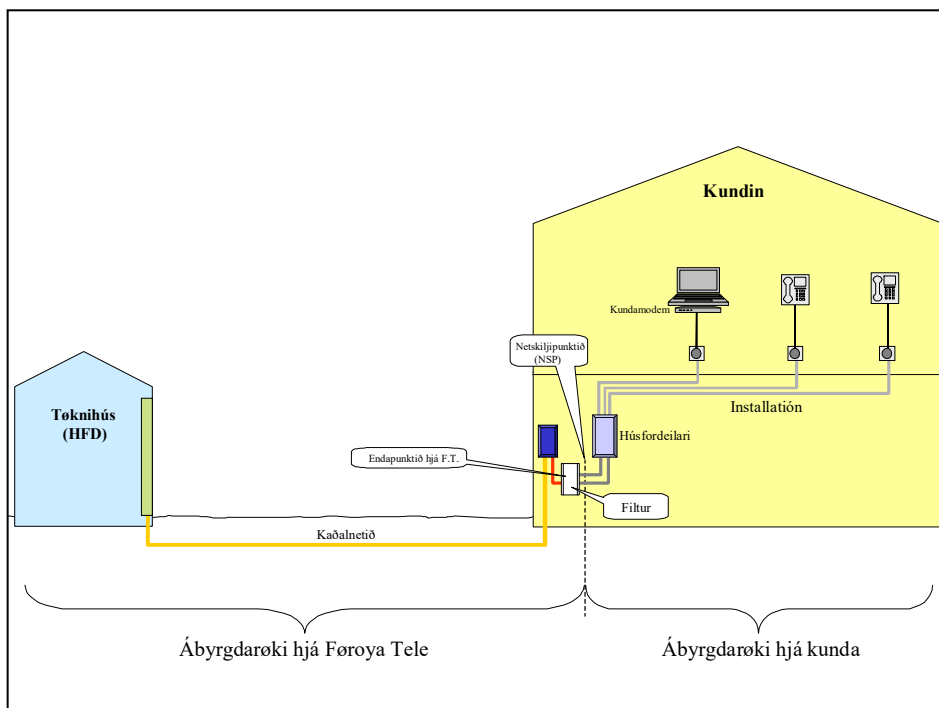 Kundin
Kundamodem
Netskiljipunktið
(NSP)
Tøknihús
(HFD)
Installatión
Húsfordeilari
Endapunktið hjá F.T.
Filtur
Kaðalnetið
Ábyrgdarøki hjá Føroya Tele
Ábyrgdarøki hjá kunda